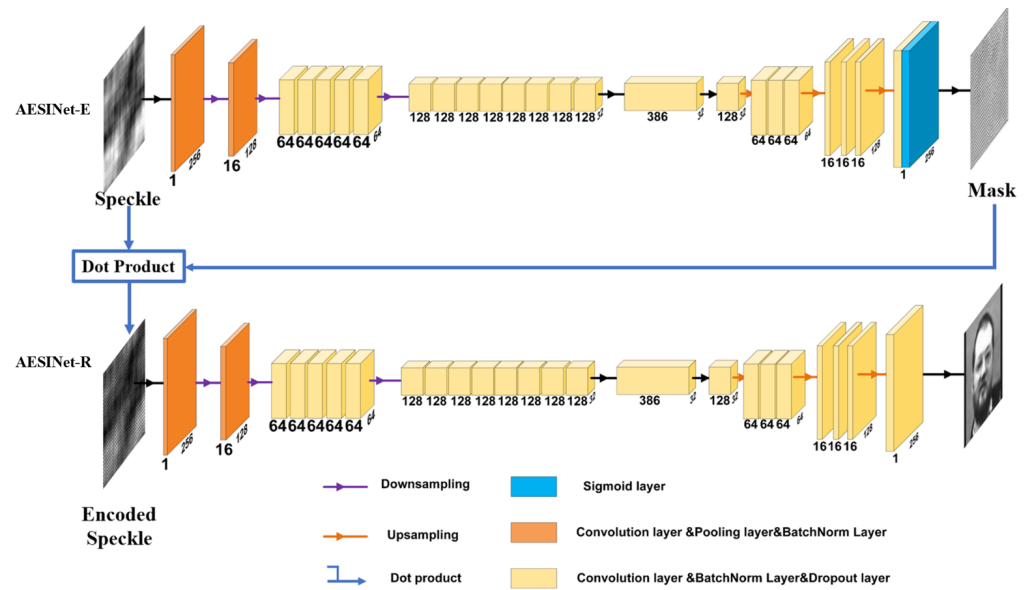 AESINet-E
1
256
16
128
64 64 64 64 64
64
128 128 128 128 128 128 128 128
32
386
32
128
32
64 64 64
64
16 16 16
128
1
256
Speckle
Mask
Dot Product
AESINet-R
1
256
16
128
64 64 64 64 64
64
128 128 128 128 128 128 128 128
32
386
32
128
32
64 64 64
64
16 16 16
128
1
256
Encoded
Speckle
Downsampling
Sigmoid layer
Upsampling
Convolution layer &Pooling layer&BatchNorm Layer
Dot product
Convolution layer &BatchNorm Layer&Dropout layer